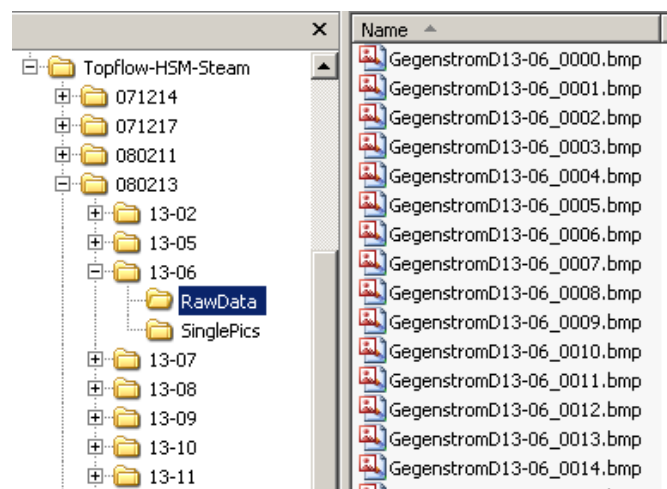 Topflow-HSM-Steam
071214
071217
080211
080213
13-02
13-05
13-06
RawData
SinglePics
13-07
13-08
13-09
13-10
13-11
Name
GegenstromD13-06_0000.bmp
GegenstromD13-06_0001.bmp
GegenstromD13-06_0002.bmp
GegenstromD13-06_0003.bmp
GegenstromD13-06_0004.bmp
GegenstromD13-06_0005.bmp
GegenstromD13-06_0006.bmp
GegenstromD13-06_0007.bmp
GegenstromD13-06_0008.bmp
GegenstromD13-06_0009.bmp
GegenstromD13-06_0010.bmp
GegenstromD13-06_0011.bmp
GegenstromD13-06_0012.bmp
GegenstromD13-06_0013.bmp
GegenstromD13-06_0014.bmp